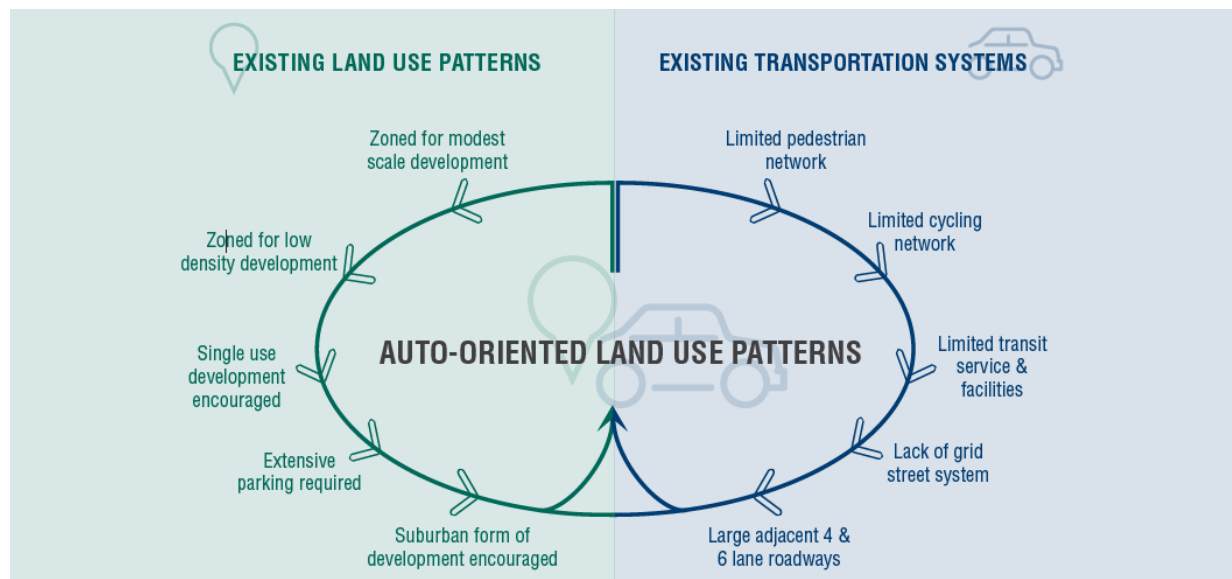 EXISTING LAND USE PATTERNS
Zoned for modest
scale development
Zoned for low
density development
Single use
development
encouraged
Extensive
parking required
Suburban form of
development encouraged
EXISTING TRANSPORTATION SYSTEMS
Limited pedestrian
network
Limited cycling
network
Limited transit
service &
facilities
Lack of grid
street system
Large adjacent 4 &
6 lane roadways
AUTO-ORIENTED LAND USE PATTERNS